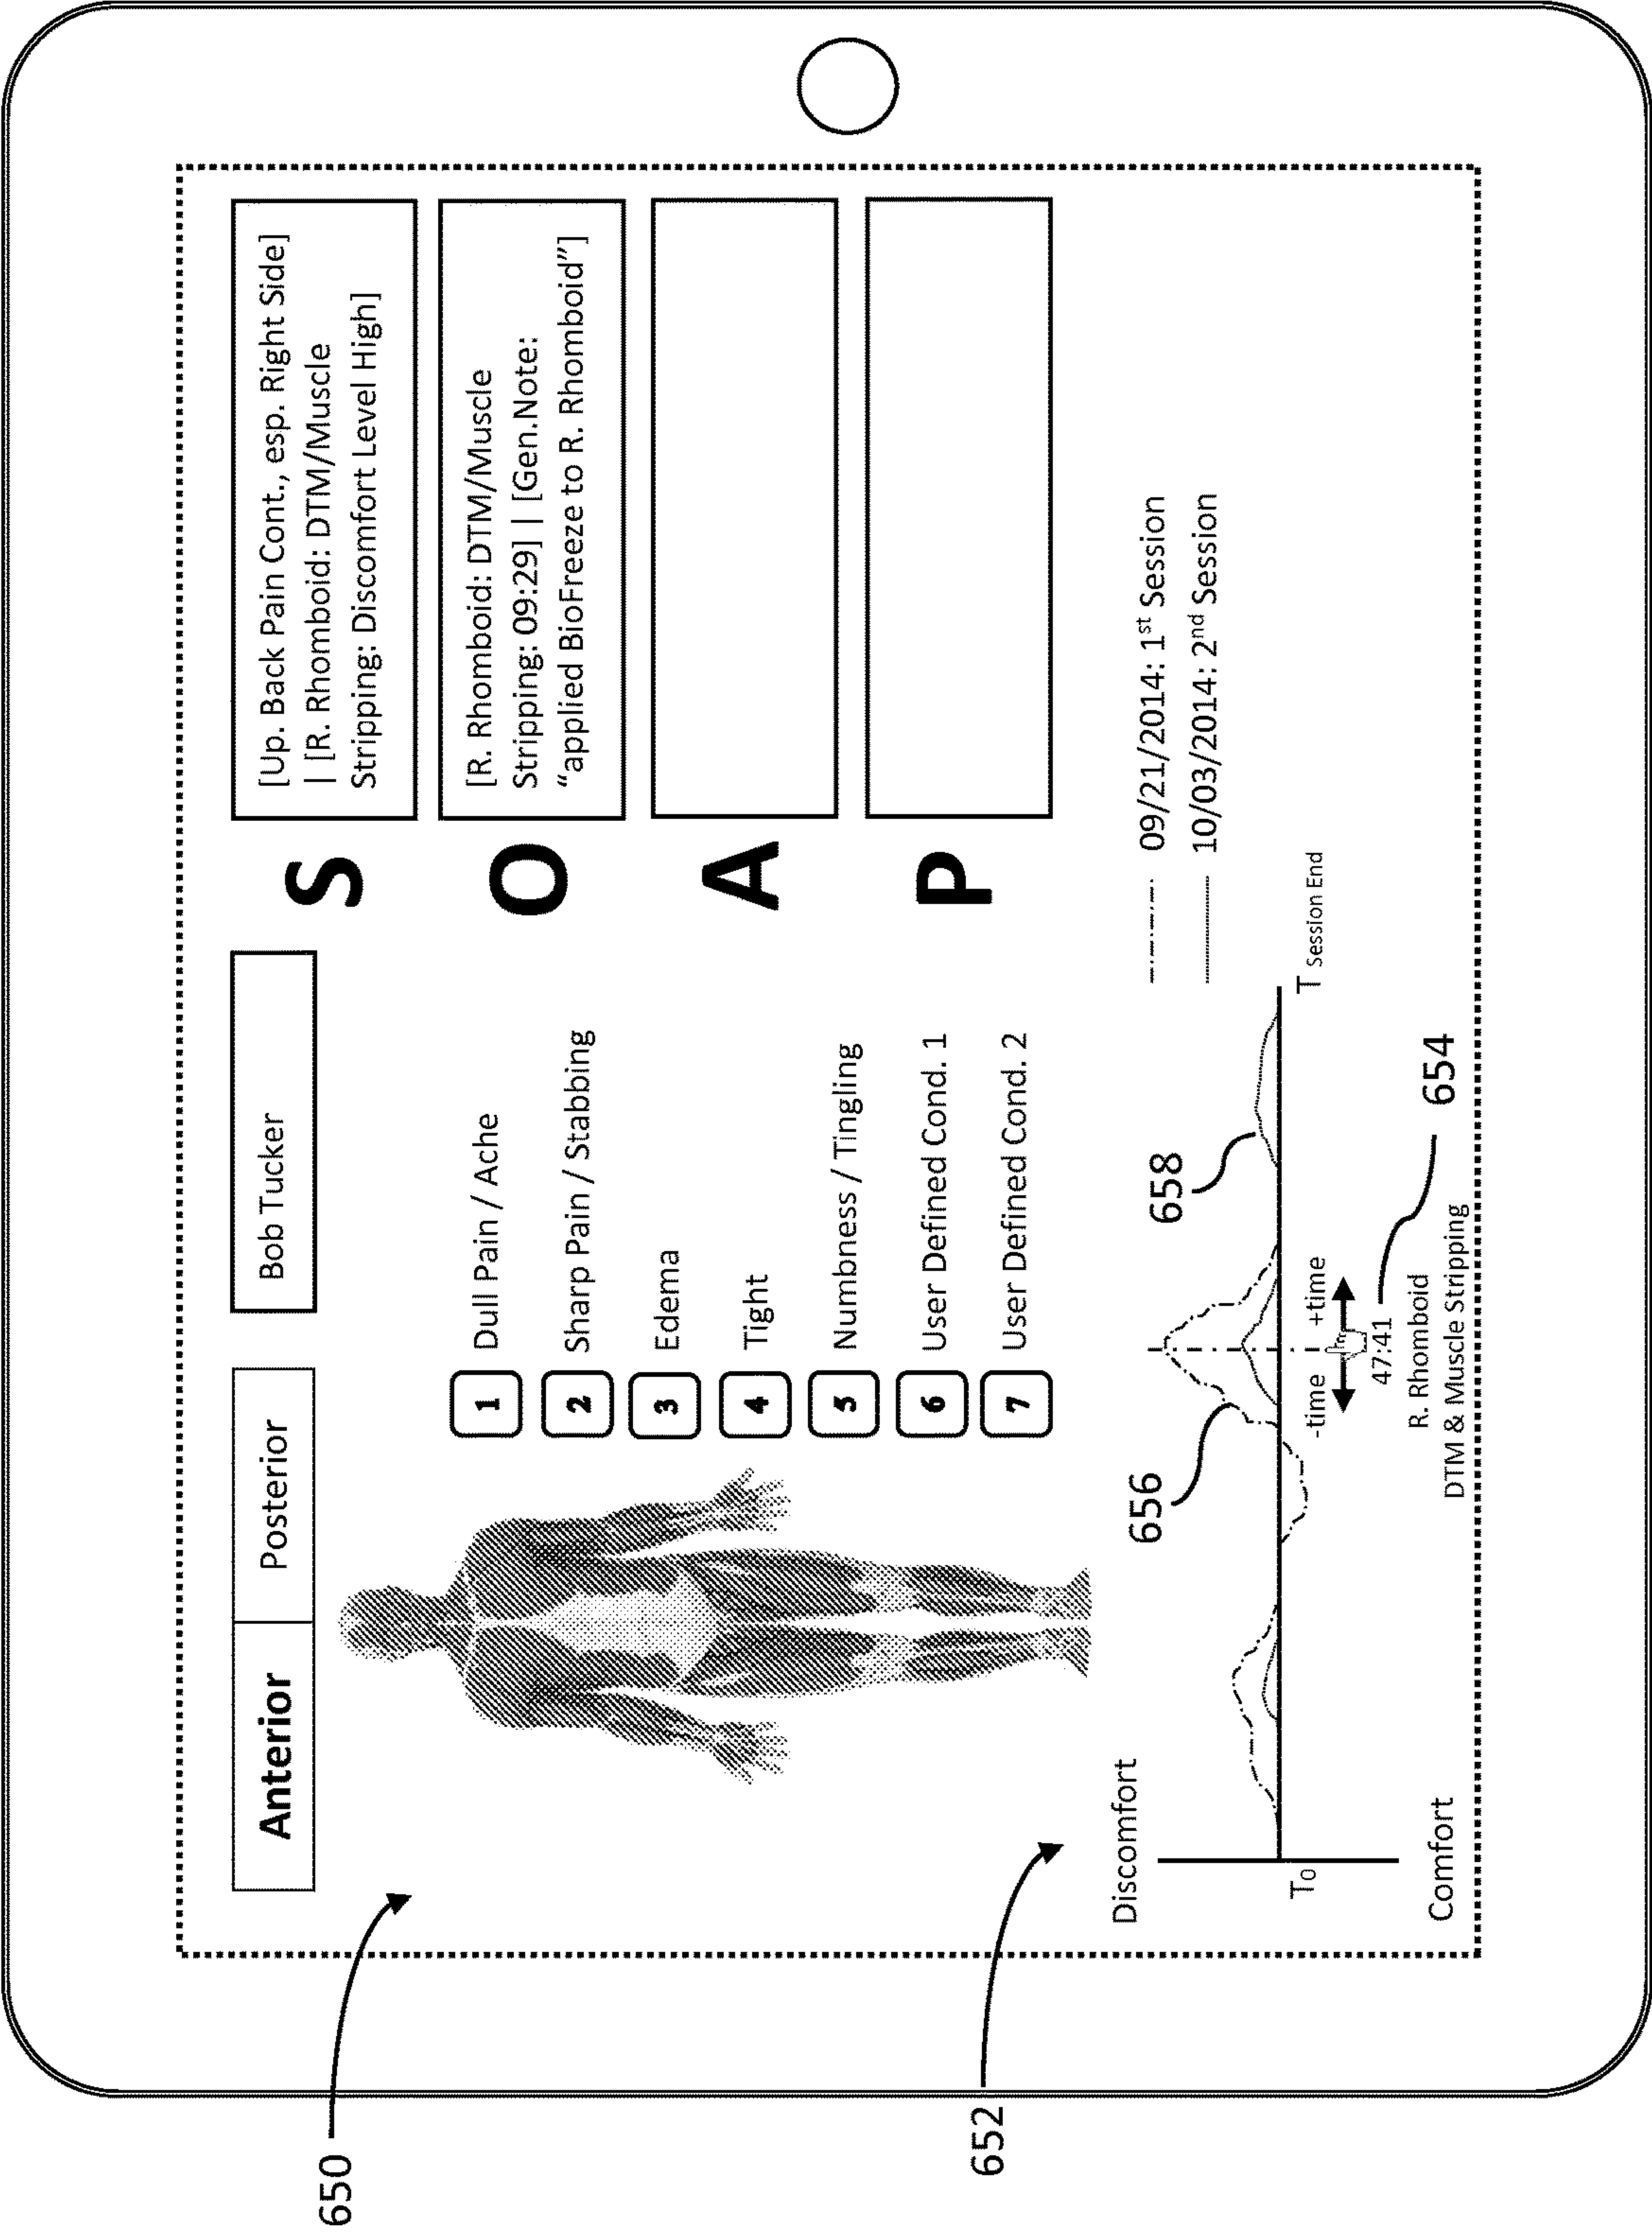 Anterior
Posterior
Bob Tucker
S
[Up. Back Pain Cont., esp. Right Side]
| [R. Rhomboid: DTM/Muscle
Stripping: Discomfort Level High]
O
[R. Rhomboid: DTM/Muscle
Stripping: 09:29] | [Gen.Note:
“applied BioFreeze to R. Rhomboid”]
A
P
1 Dull Pain / Ache
2 Sharp Pain / Stabbing
3 Edema
4 Tight
5 Numbness / Tingling
6 User Defined Cond. 1
7 User Defined Cond. 2
650
652
Discomfort
656
658
09/21/2014: 1st Session
10/03/2014: 2nd Session
T0
T Session End
-time +time
47:41
R. Rhomboid
DTM & Muscle Stripping
654
Comfort